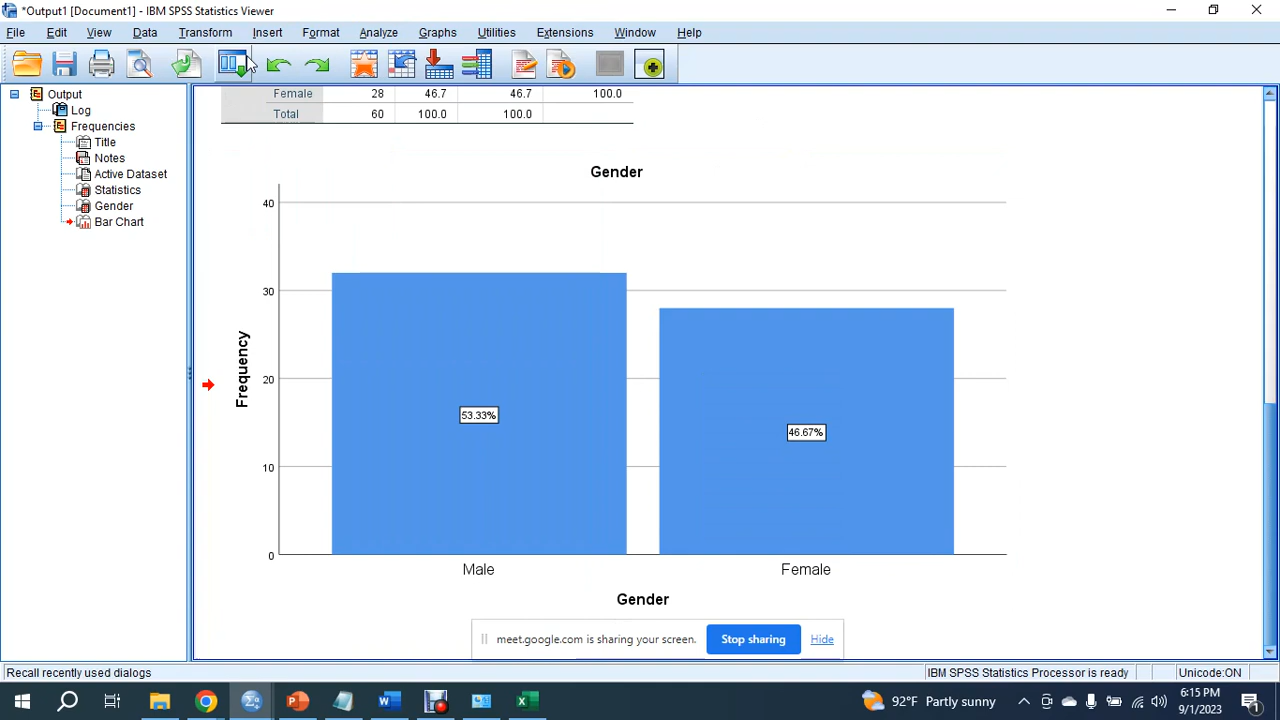 *Output1 [Document1] - IBM SPSS Statistics Viewer
File Edit View Data Transform Insert Format Analyze Graphs Utilities Extensions Window Help
Output
Log
Frequencies
Title
Notes
Active Dataset
Statistics
Gender
Bar Chart
Female 28 46.7 46.7 100.0
Total 60 100.0 100.0
Gender
Frequency
40
30
20
10
0
53.33%
46.67%
Male Female
Gender
meet.google.com is sharing your screen. Stop sharing Hide
Recall recently used dialogs IBM SPSS Statistics Processor is ready Unicode:ON
92°F Partly sunny
6:15 PM
9/1/2023
1